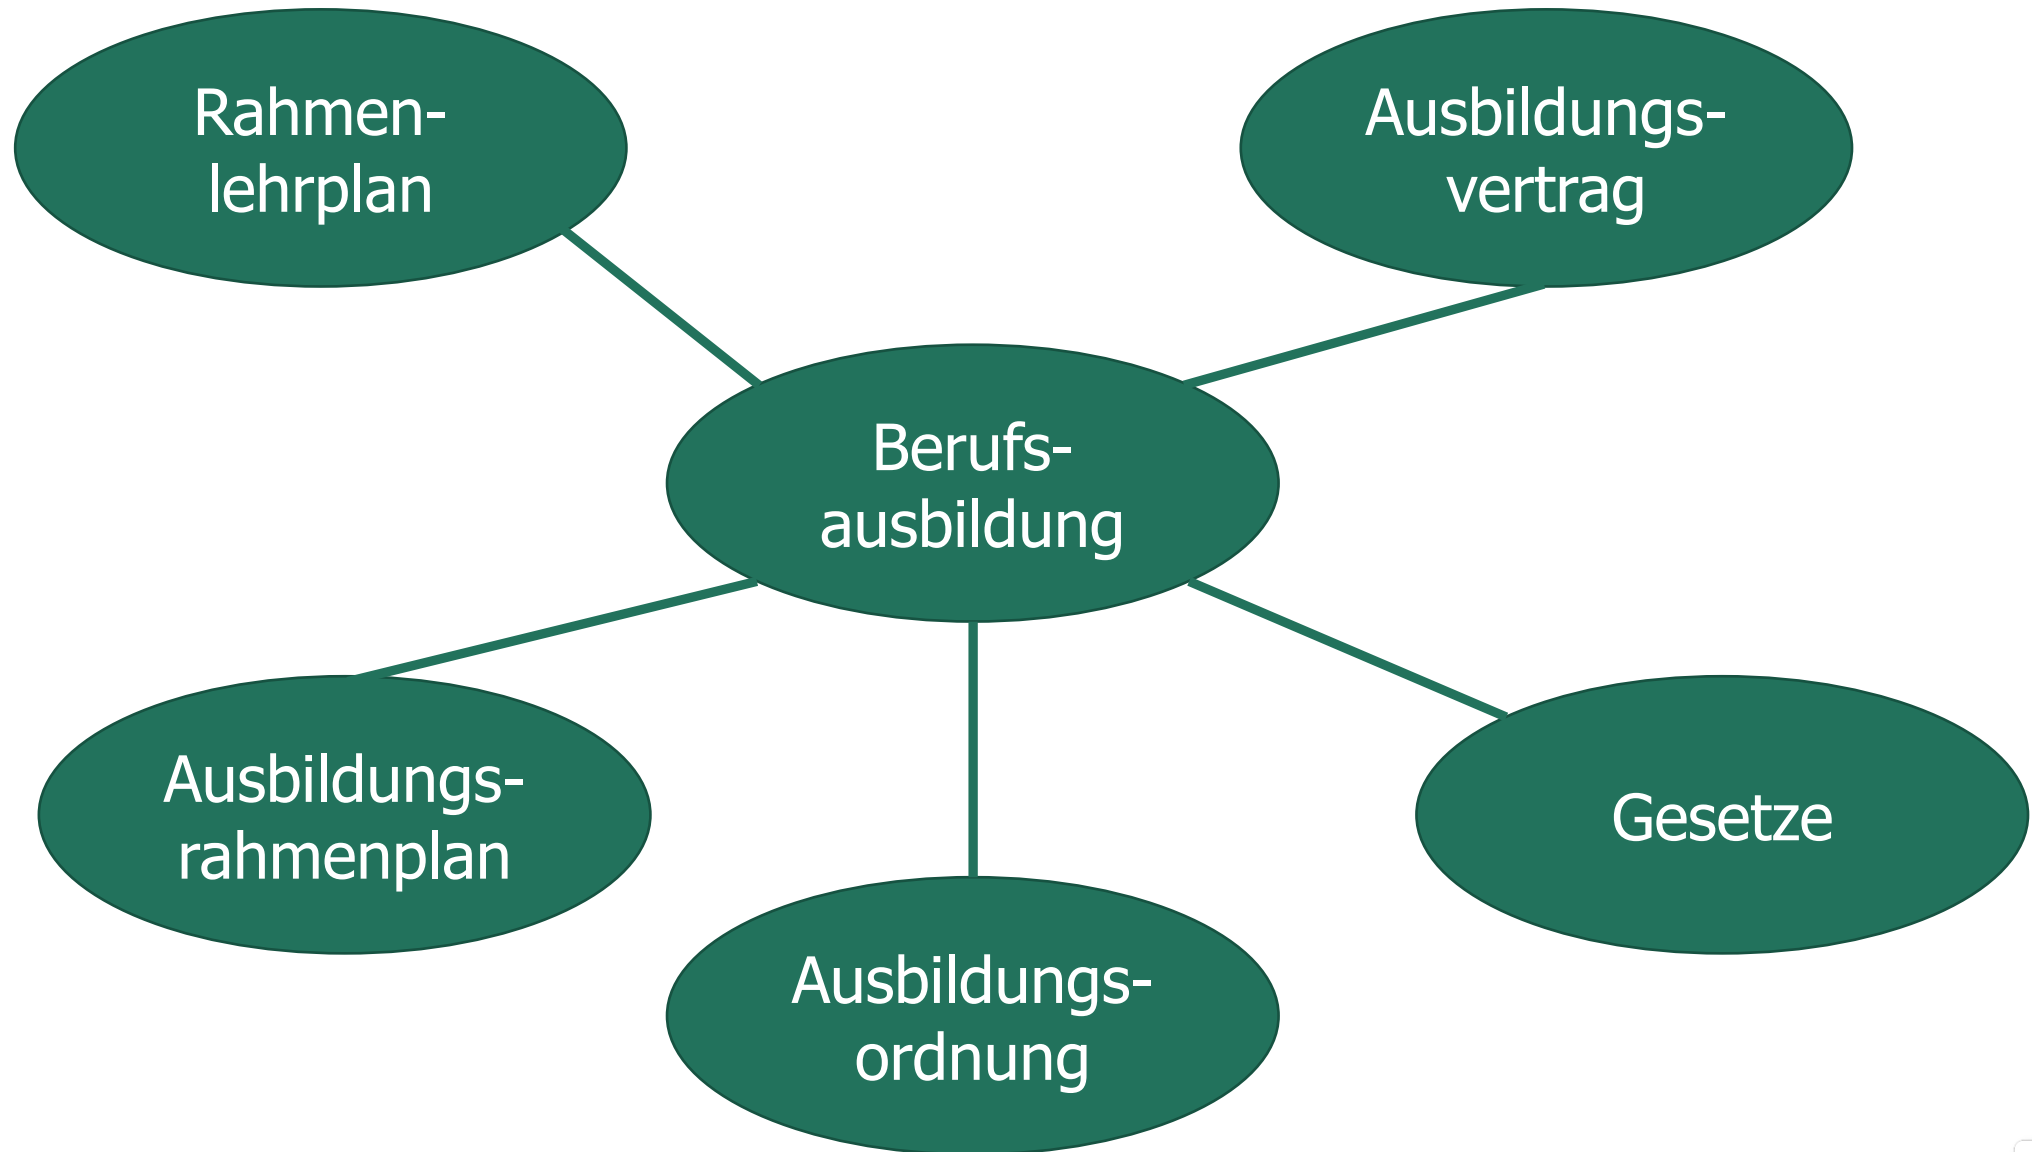 Rahmen-
lehrplan
Ausbildungs-
vertrag
Berufs-
ausbildung
Ausbildungs-
rahmenplan
Gesetze
Ausbildungs-
ordnung